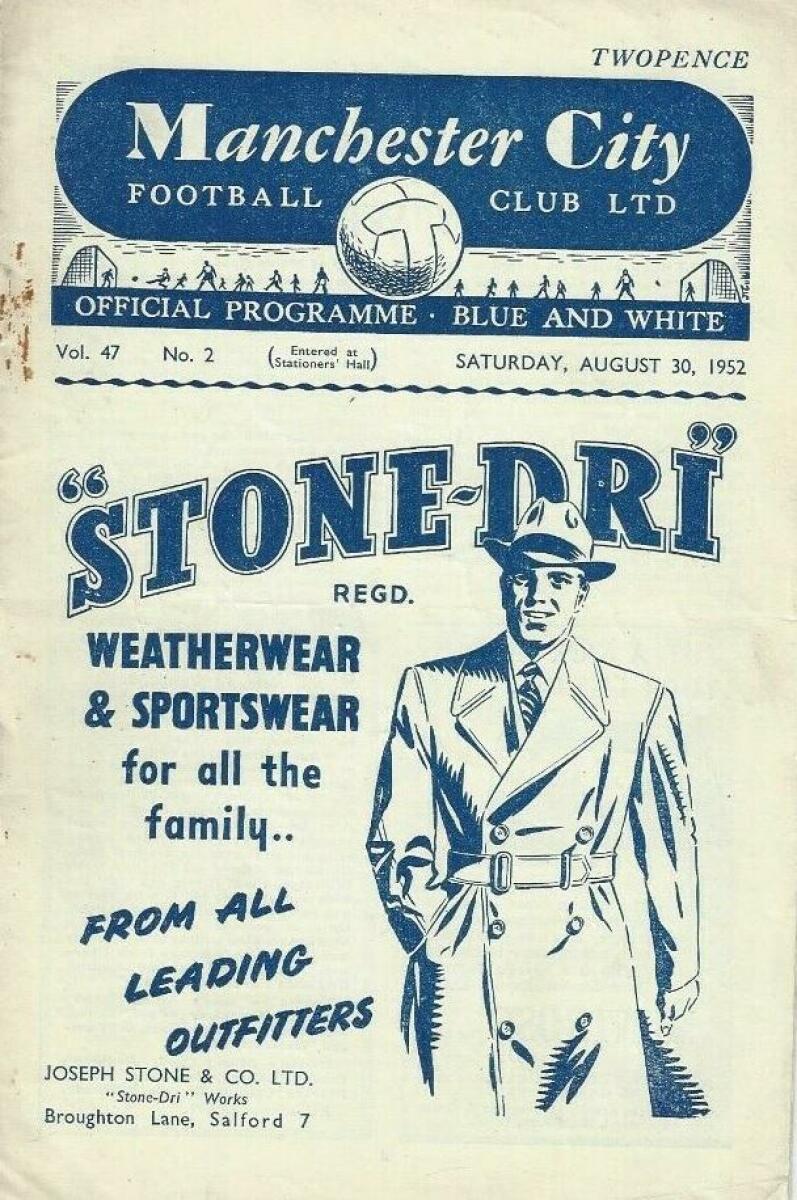 TWOPENCE
Manchester City
FOOTBALL CLUB LTD
OFFICIAL PROGRAMME · BLUE AND WHITE
Vol. 47 No. 2 (Entered at Stationers' Hall) SATURDAY, AUGUST 30, 1952
"STONE-DRI"
REGD.
WEATHERWEAR
& SPORTSWEAR
for all the
family..
FROM ALL
LEADING
OUTFITTERS
JOSEPH STONE & CO. LTD.
"Stone-Dri" Works
Broughton Lane, Salford 7